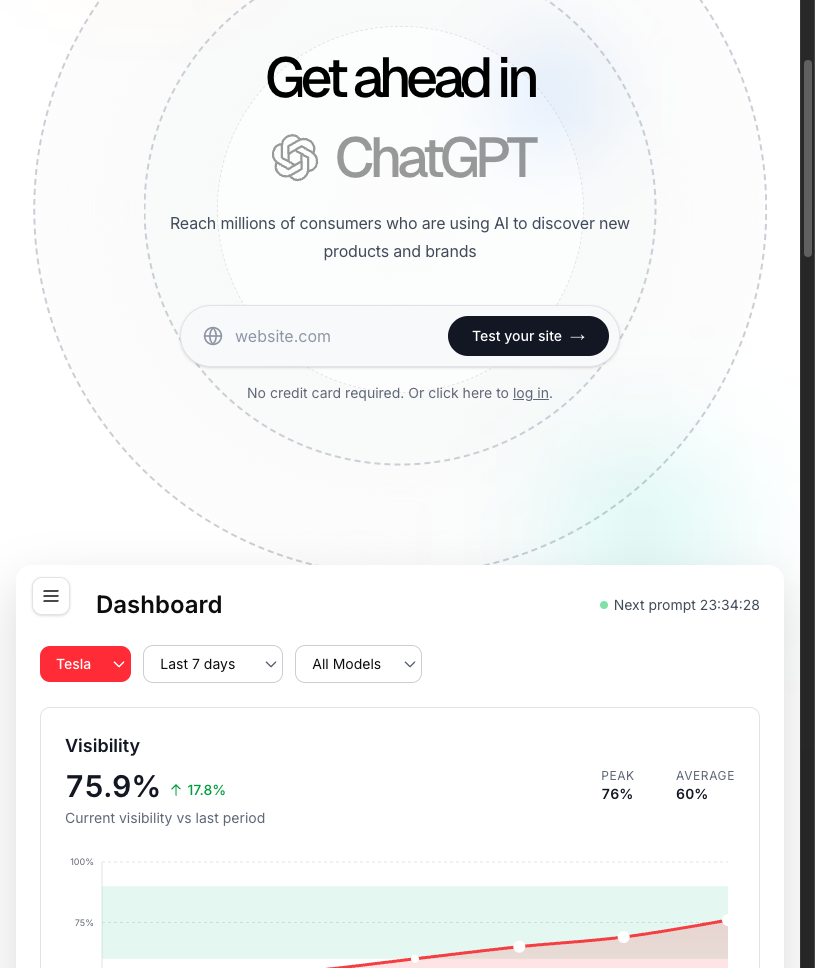 Get ahead in
ChatGPT
Reach millions of consumers who are using AI to discover new
products and brands
website.com
Test your site →
No credit card required. Or click here to log in.
Dashboard
Next prompt 23:34:28
Tesla
Last 7 days
All Models
Visibility
75.9% ↑ 17.8%
Current visibility vs last period
PEAK
76%
AVERAGE
60%
100%
75%